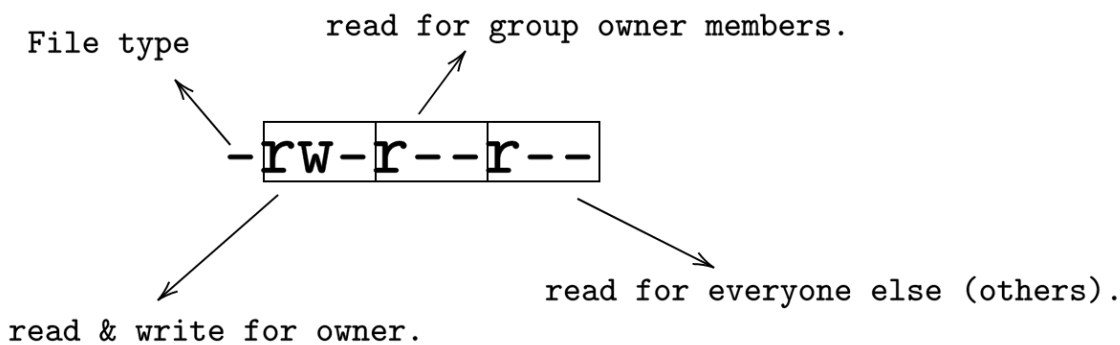 read for group owner members.
File type
-rw-r--r--
read for everyone else (others).
read & write for owner.